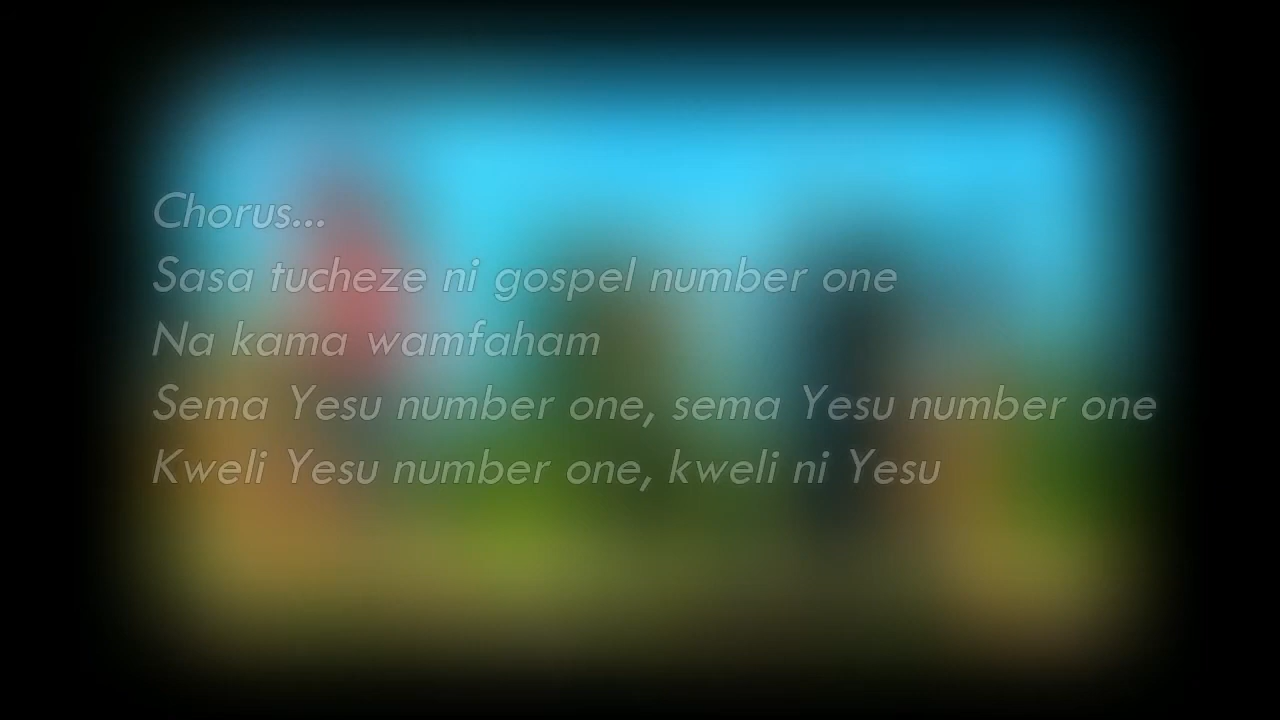 Chorus...
Sasa tucheze ni gospel number one
Na kama wamfaham
Sema Yesu number one, sema Yesu number one
Kweli Yesu number one, kweli ni Yesu